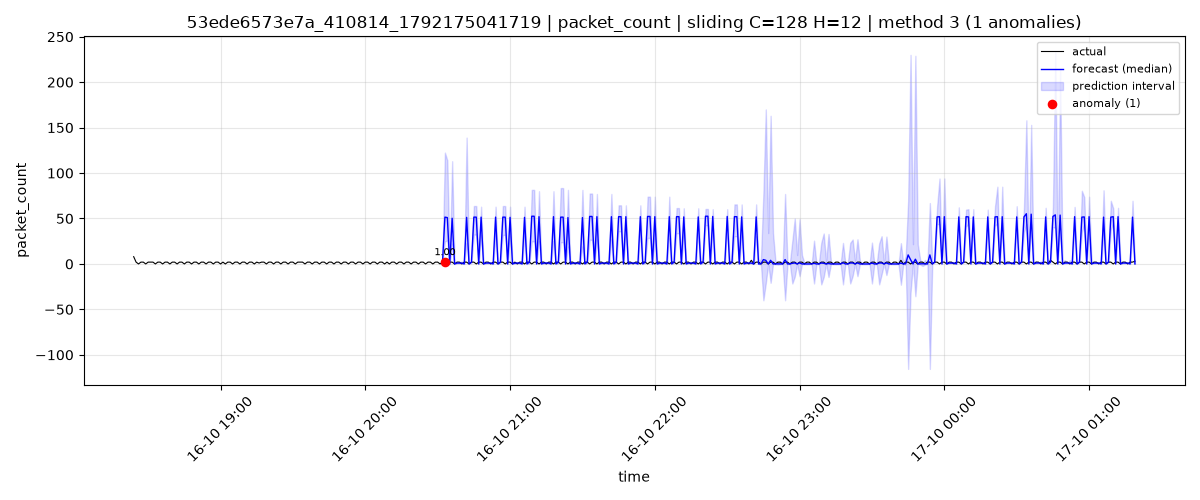 53ede6573e7a_410814_1792175041719 | packet_count | sliding C=128 H=12 | method 3 (1 anomalies)
packet_count
250
200
150
100
50
0
−50
−100
actual
forecast (median)
prediction interval
anomaly (1)
1.00
16-10 19:00
16-10 20:00
16-10 21:00
16-10 22:00
16-10 23:00
17-10 00:00
17-10 01:00
time